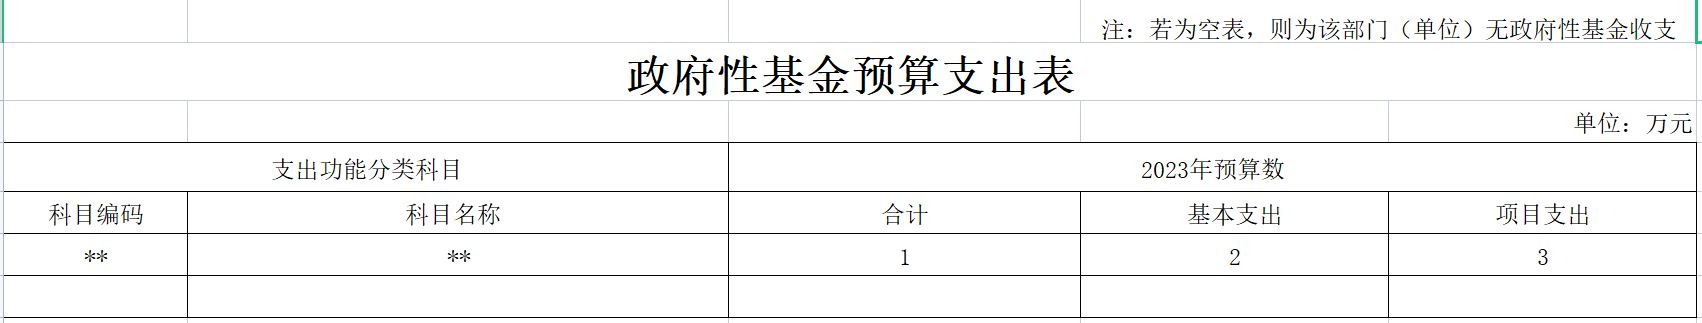 注：若为空表，则为该部门（单位）无政府性基金收支
政府性基金预算支出表
单位：万元
支出功能分类科目 2023年预算数
科目编码 科目名称 合计 基本支出 项目支出
** ** 1 2 3